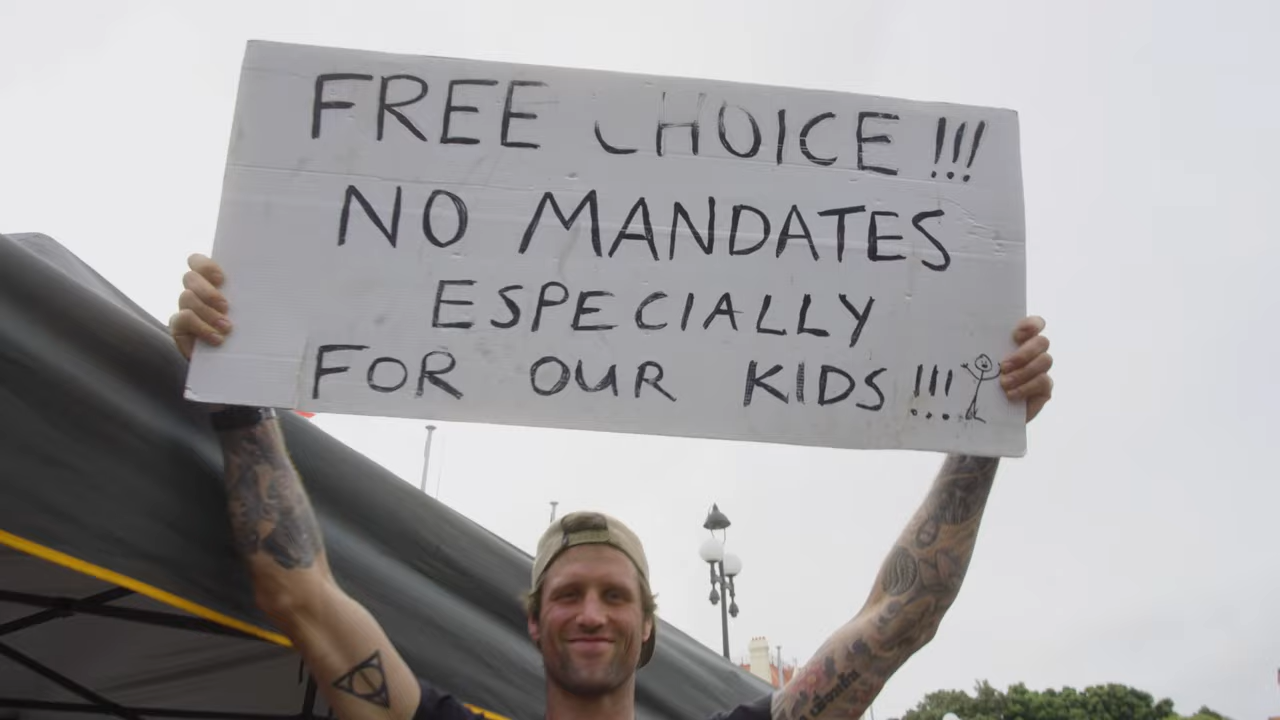 FREE CHOICE !!!
NO MANDATES
ESPECIALLY
FOR OUR KIDS !!!